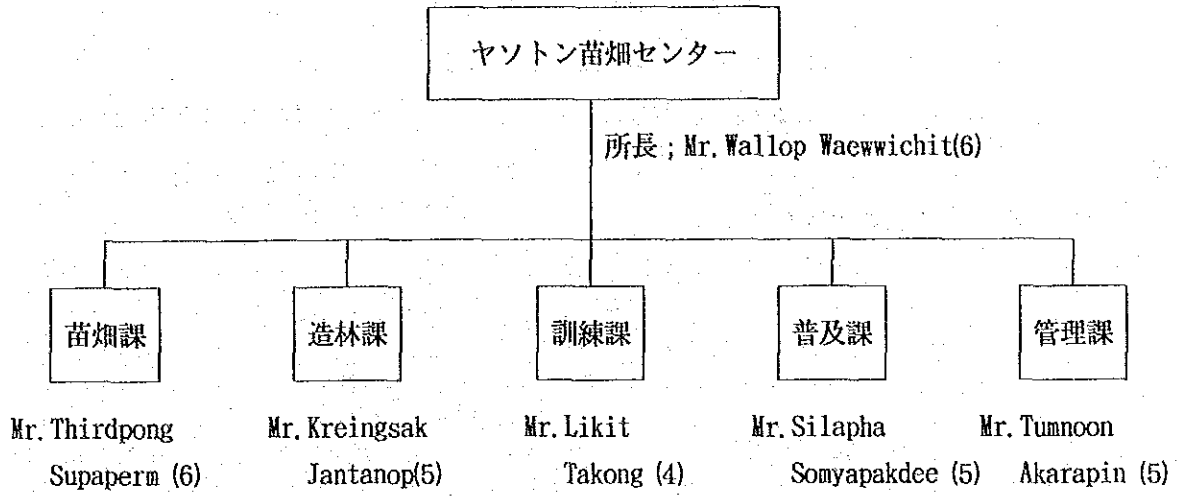 ヤソトン苗畑センター
所長；Mr. Wallop Waewwichit(6)
苗畑課
造林課
訓練課
普及課
管理課
Mr. Thirdpong
Supaperm (6)
Mr. Kreingsak
Jantanop(5)
Mr. Likit
Takong (4)
Mr. Silapha
Somyapakdee (5)
Mr. Tumnoon
Akarapin (5)